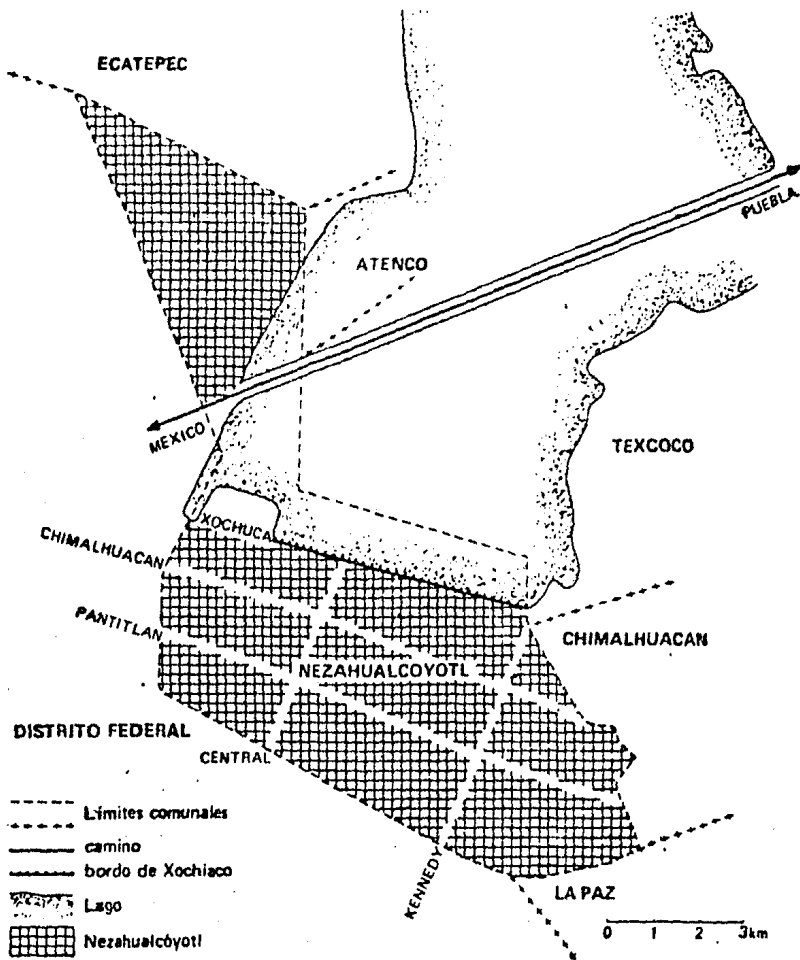 ECATEPEC
PUEBLA
ATENCO
MEXICO
TEXCOCO
XOCHUCA
CHIMALHUACAN
PANTITLAN
CHIMALHUACAN
NEZAHUALCOYOTL
DISTRITO FEDERAL
CENTRAL
Límites comunales
camino
bordo de Xochiaco
Lago
Nezahualcóyotl
KENNEDY
LA PAZ
0 1 2 3km